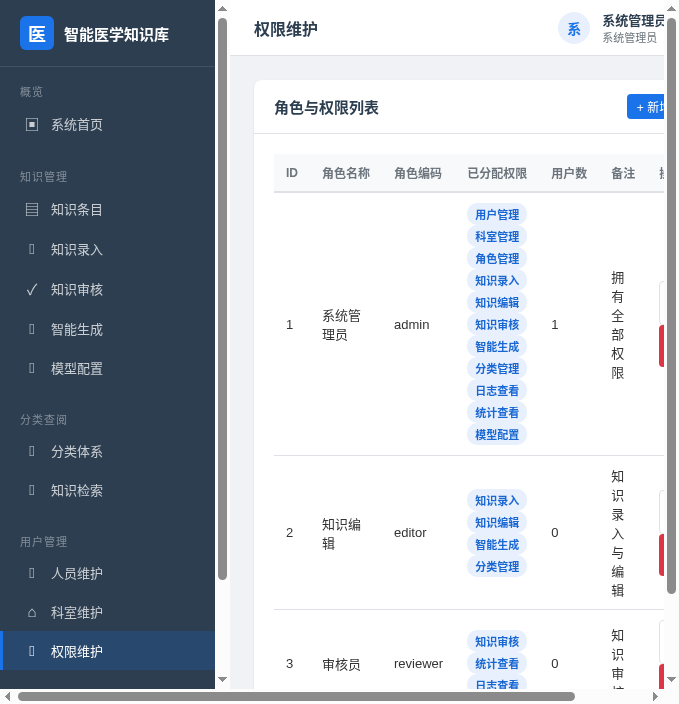 医 智能医学知识库
概览
系统首页
知识管理
知识条目
知识录入
✓ 知识审核
智能生成
模型配置
分类查阅
分类体系
知识检索
用户管理
人员维护
科室维护
权限维护
权限维护
系
系统管理员
系统管理员
角色与权限列表
+ 新增
ID 角色名称 角色编码 已分配权限 用户数 备注
1 系统管理员 admin 用户管理 科室管理 角色管理 知识录入 知识编辑 知识审核 智能生成 分类管理 日志查看 统计查看 模型配置 1 拥有全部权限
2 知识编辑 editor 知识录入 知识编辑 智能生成 分类管理 0 知识录入与编辑
3 审核员 reviewer 知识审核 统计查看 日志查看 0 知识审